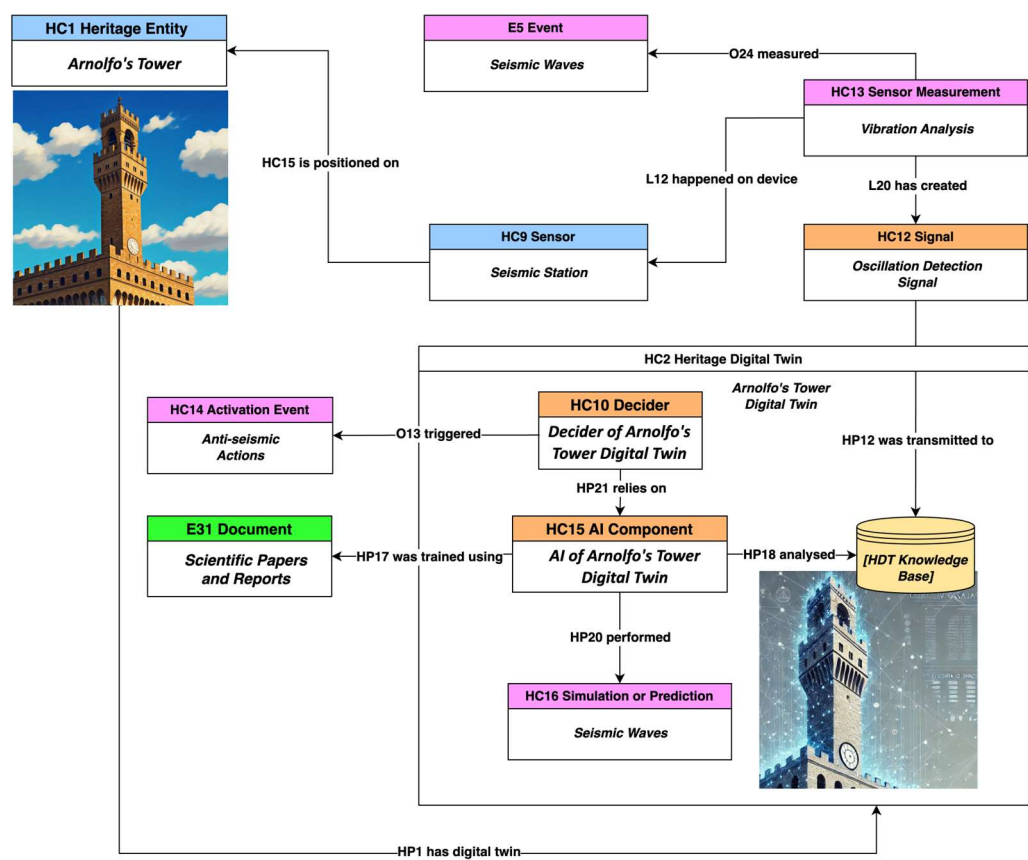 HC1 Heritage Entity
Arnolfo's Tower
E5 Event
Seismic Waves
O24 measured
HC13 Sensor Measurement
Vibration Analysis
HC15 is positioned on
L12 happened on device
L20 has created
HC9 Sensor
Seismic Station
HC12 Signal
Oscillation Detection
Signal
HC2 Heritage Digital Twin
Arnolfo's Tower
Digital Twin
HC14 Activation Event
Anti-seismic
Actions
O13 triggered
HC10 Decider
Decider of Arnolfo's
Tower Digital Twin
HP12 was transmitted to
HP21 relies on
E31 Document
Scientific Papers
and Reports
HP17 was trained using
HC15 AI Component
AI of Arnolfo's Tower
Digital Twin
HP18 analysed
[HDT Knowledge
Base]
HP20 performed
HC16 Simulation or Prediction
Seismic Waves
HP1 has digital twin